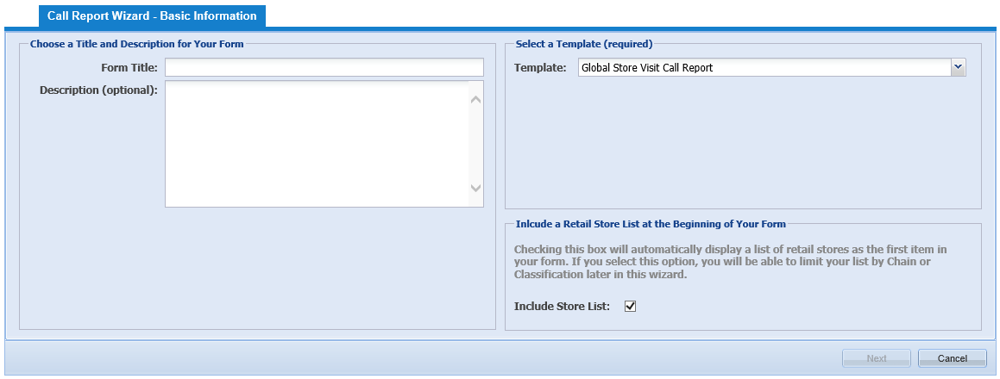 Call Report Wizard - Basic Information
Choose a Title and Description for Your Form
Form Title:
Description (optional):
Select a Template (required)
Template: Global Store Visit Call Report
Inlcude a Retail Store List at the Beginning of Your Form
Checking this box will automatically display a list of retail stores as the first item in
your form. If you select this option, you will be able to limit your list by Chain or
Classification later in this wizard.
Include Store List:
Next Cancel